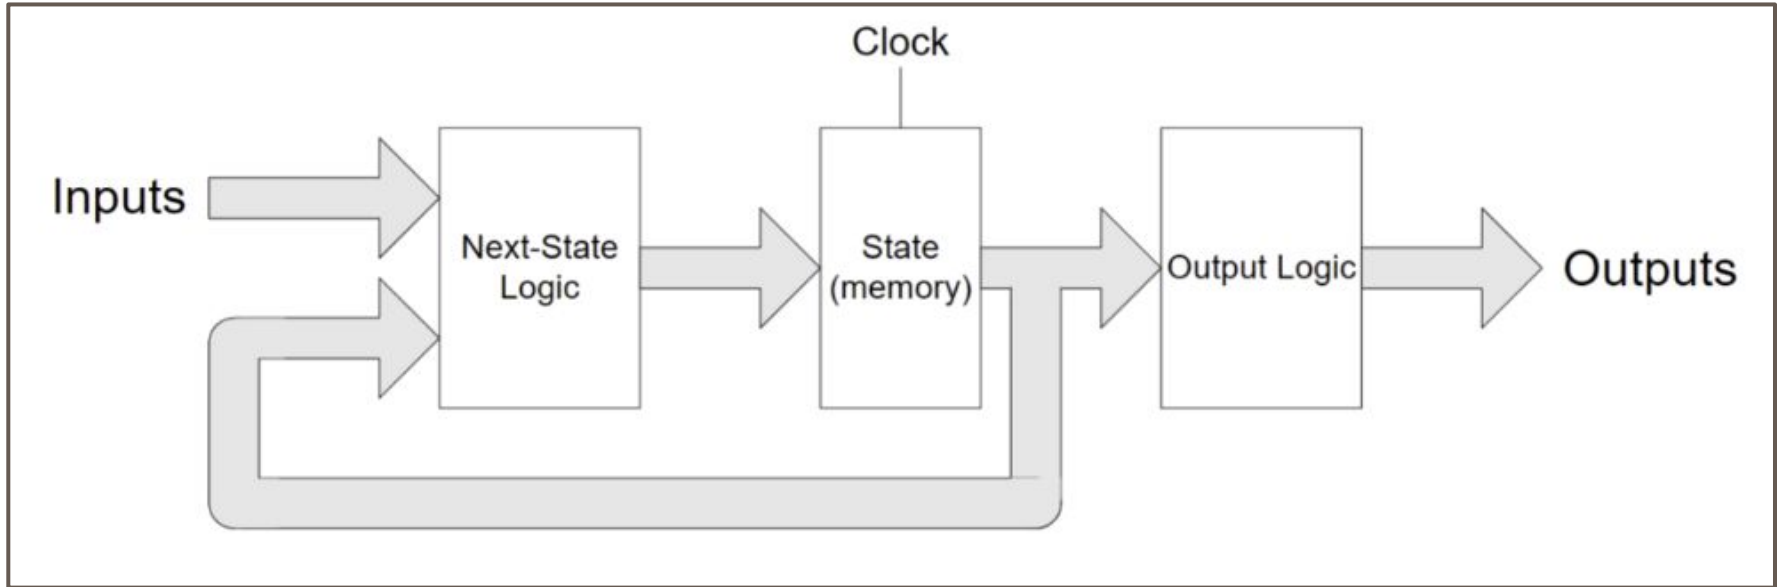 Clock
Inputs
Next-State
Logic
State
(memory)
Output Logic
Outputs